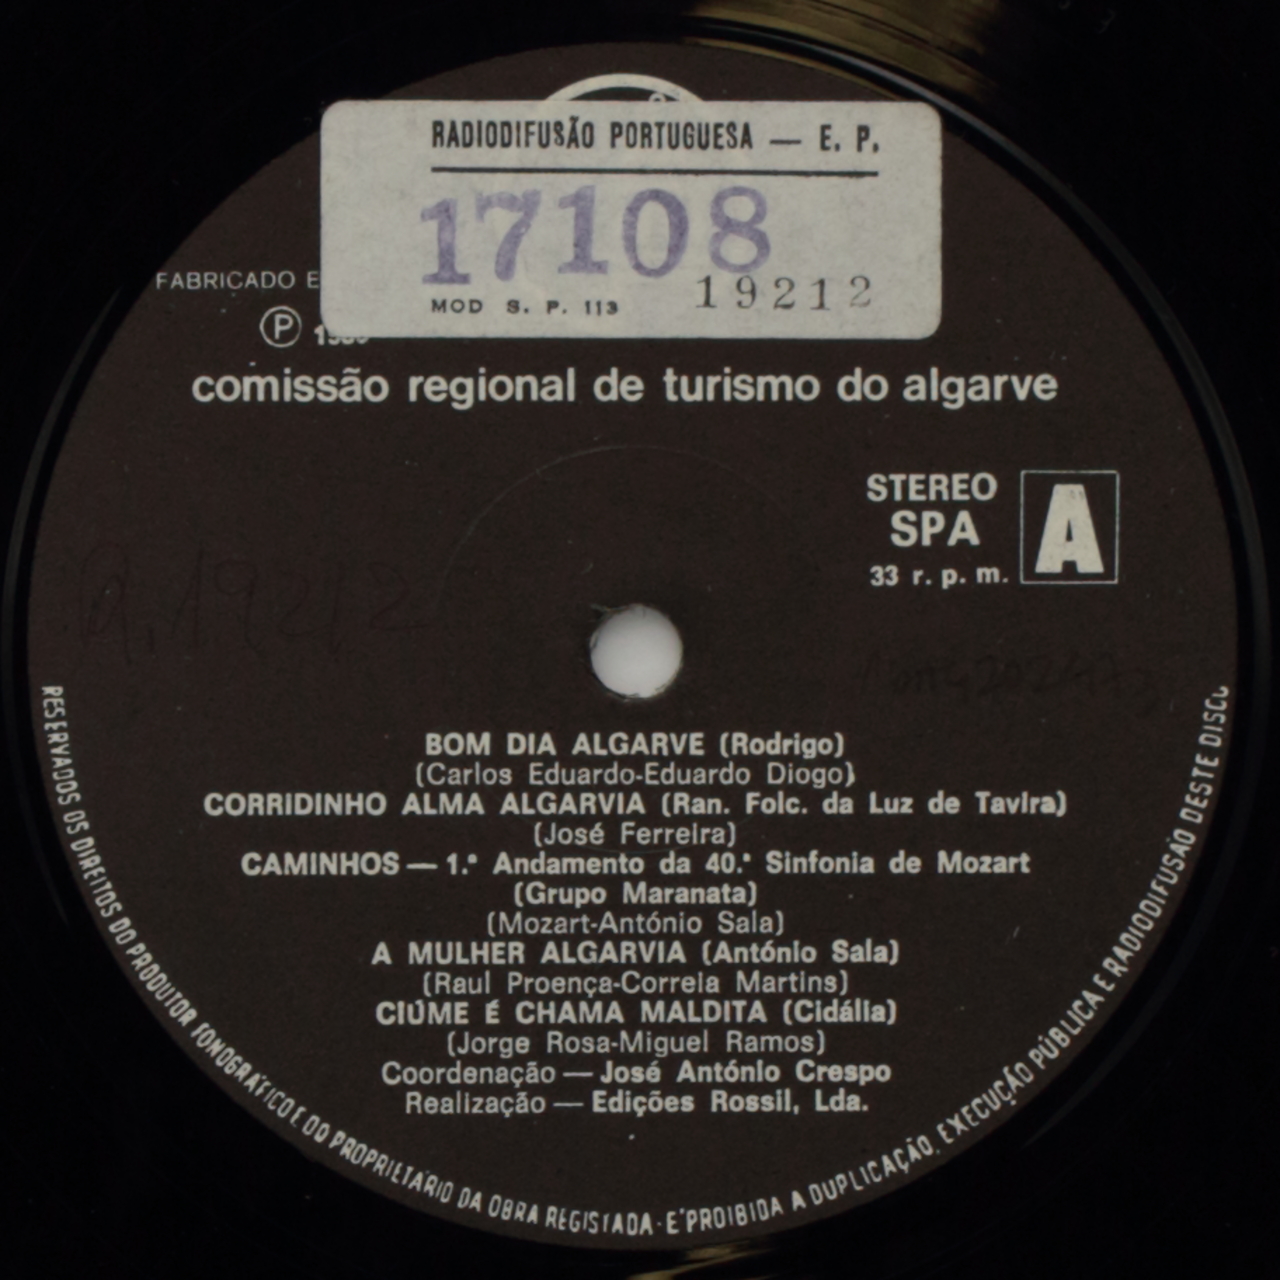 RADIODIFUSÃO PORTUGUESA — E. P.
17108
MOD S. P. 113 19212
FABRICADO
℗
comissão regional de turismo do algarve
STEREO
SPA
33 r. p. m.
A
BOM DIA ALGARVE (Rodrigo)
(Carlos Eduardo-Eduardo Diogo)
CORRIDINHO ALMA ALGARVIA (Ran. Folc. da Luz de Tavira)
(José Ferreira)
CAMINHOS — 1.º Andamento da 40.ª Sinfonia de Mozart
(Grupo Maranata)
(Mozart-António Sala)
A MULHER ALGARVIA (António Sala)
(Raul Proença-Correia Martins)
CIÚME É CHAMA MALDITA (Cidália)
(Jorge Rosa-Miguel Ramos)
Coordenação — José António Crespo
Realização — Edições Rossil, Lda.
RESERVADOS OS DIREITOS DO PRODUTOR FONOGRÁFICO E DO PROPRIETÁRIO DA OBRA REGISTADA - É PROIBIDA A DUPLICAÇÃO, EXECUÇÃO PÚBLICA E RADIODIFUSÃO DESTE DISCO